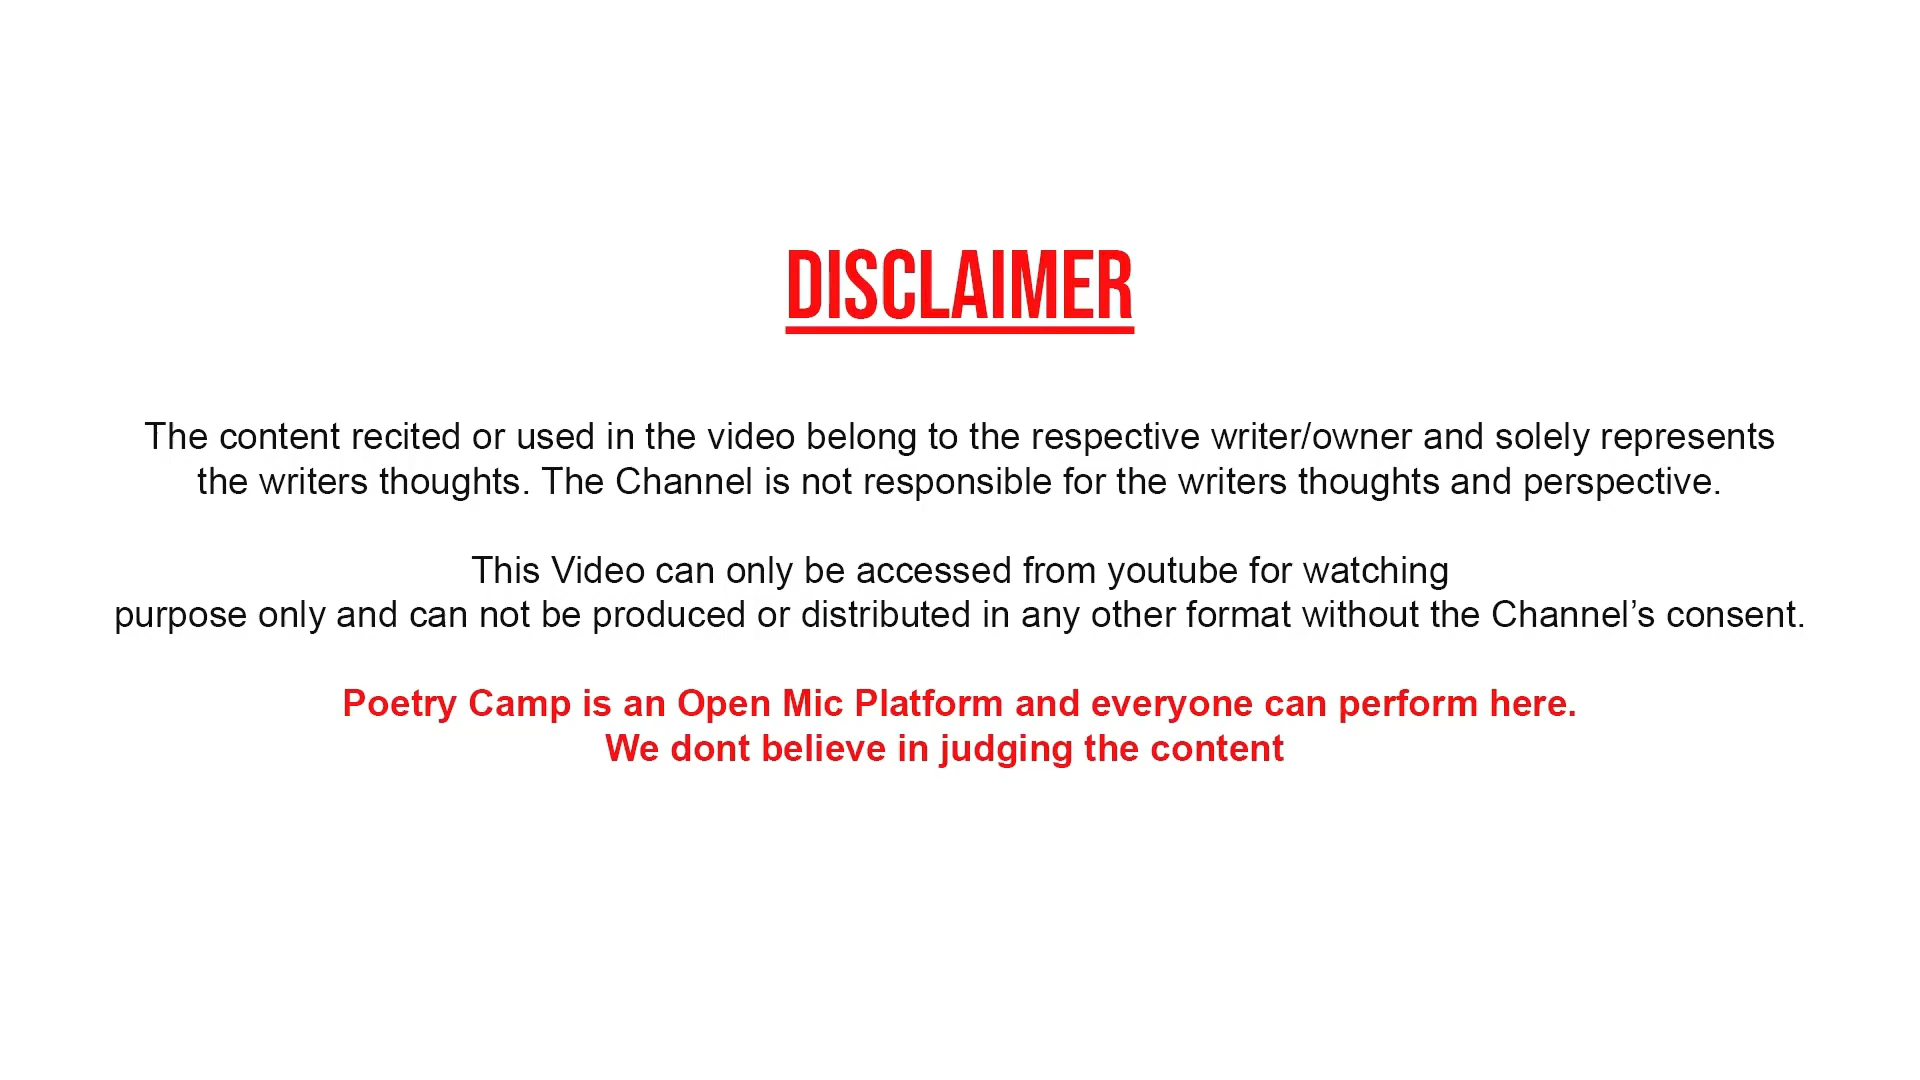 DISCLAIMER
The content recited or used in the video belong to the respective writer/owner and solely represents
the writers thoughts. The Channel is not responsible for the writers thoughts and perspective.
This Video can only be accessed from youtube for watching
purpose only and can not be produced or distributed in any other format without the Channel’s consent.
Poetry Camp is an Open Mic Platform and everyone can perform here.
We dont believe in judging the content